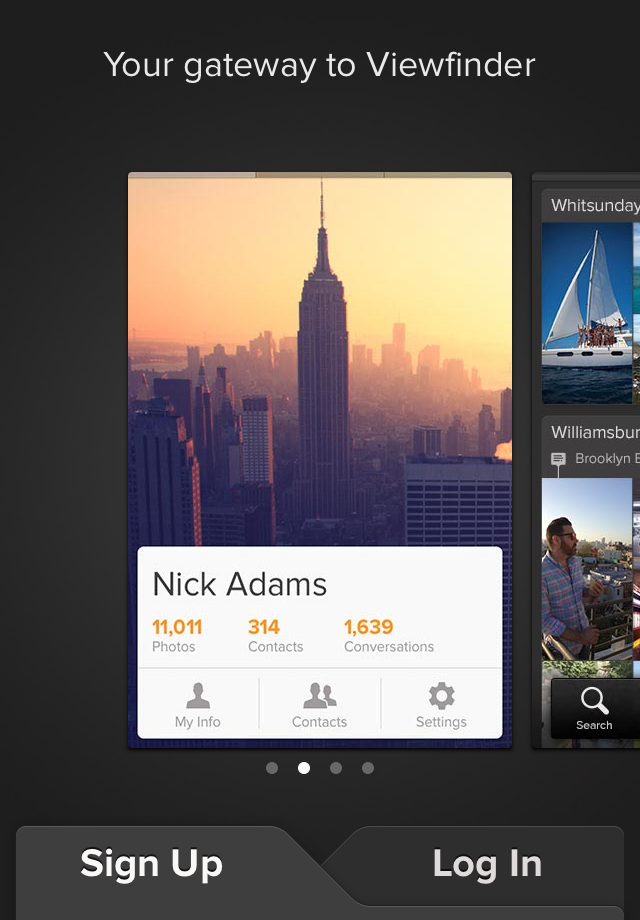 Your gateway to Viewfinder
Whitsunday
Williamsbur
Brooklyn
Nick Adams
11,011
314
1,639
Photos
Contacts
Conversations
My Info
Contacts
Settings
Search
Sign Up
Log In